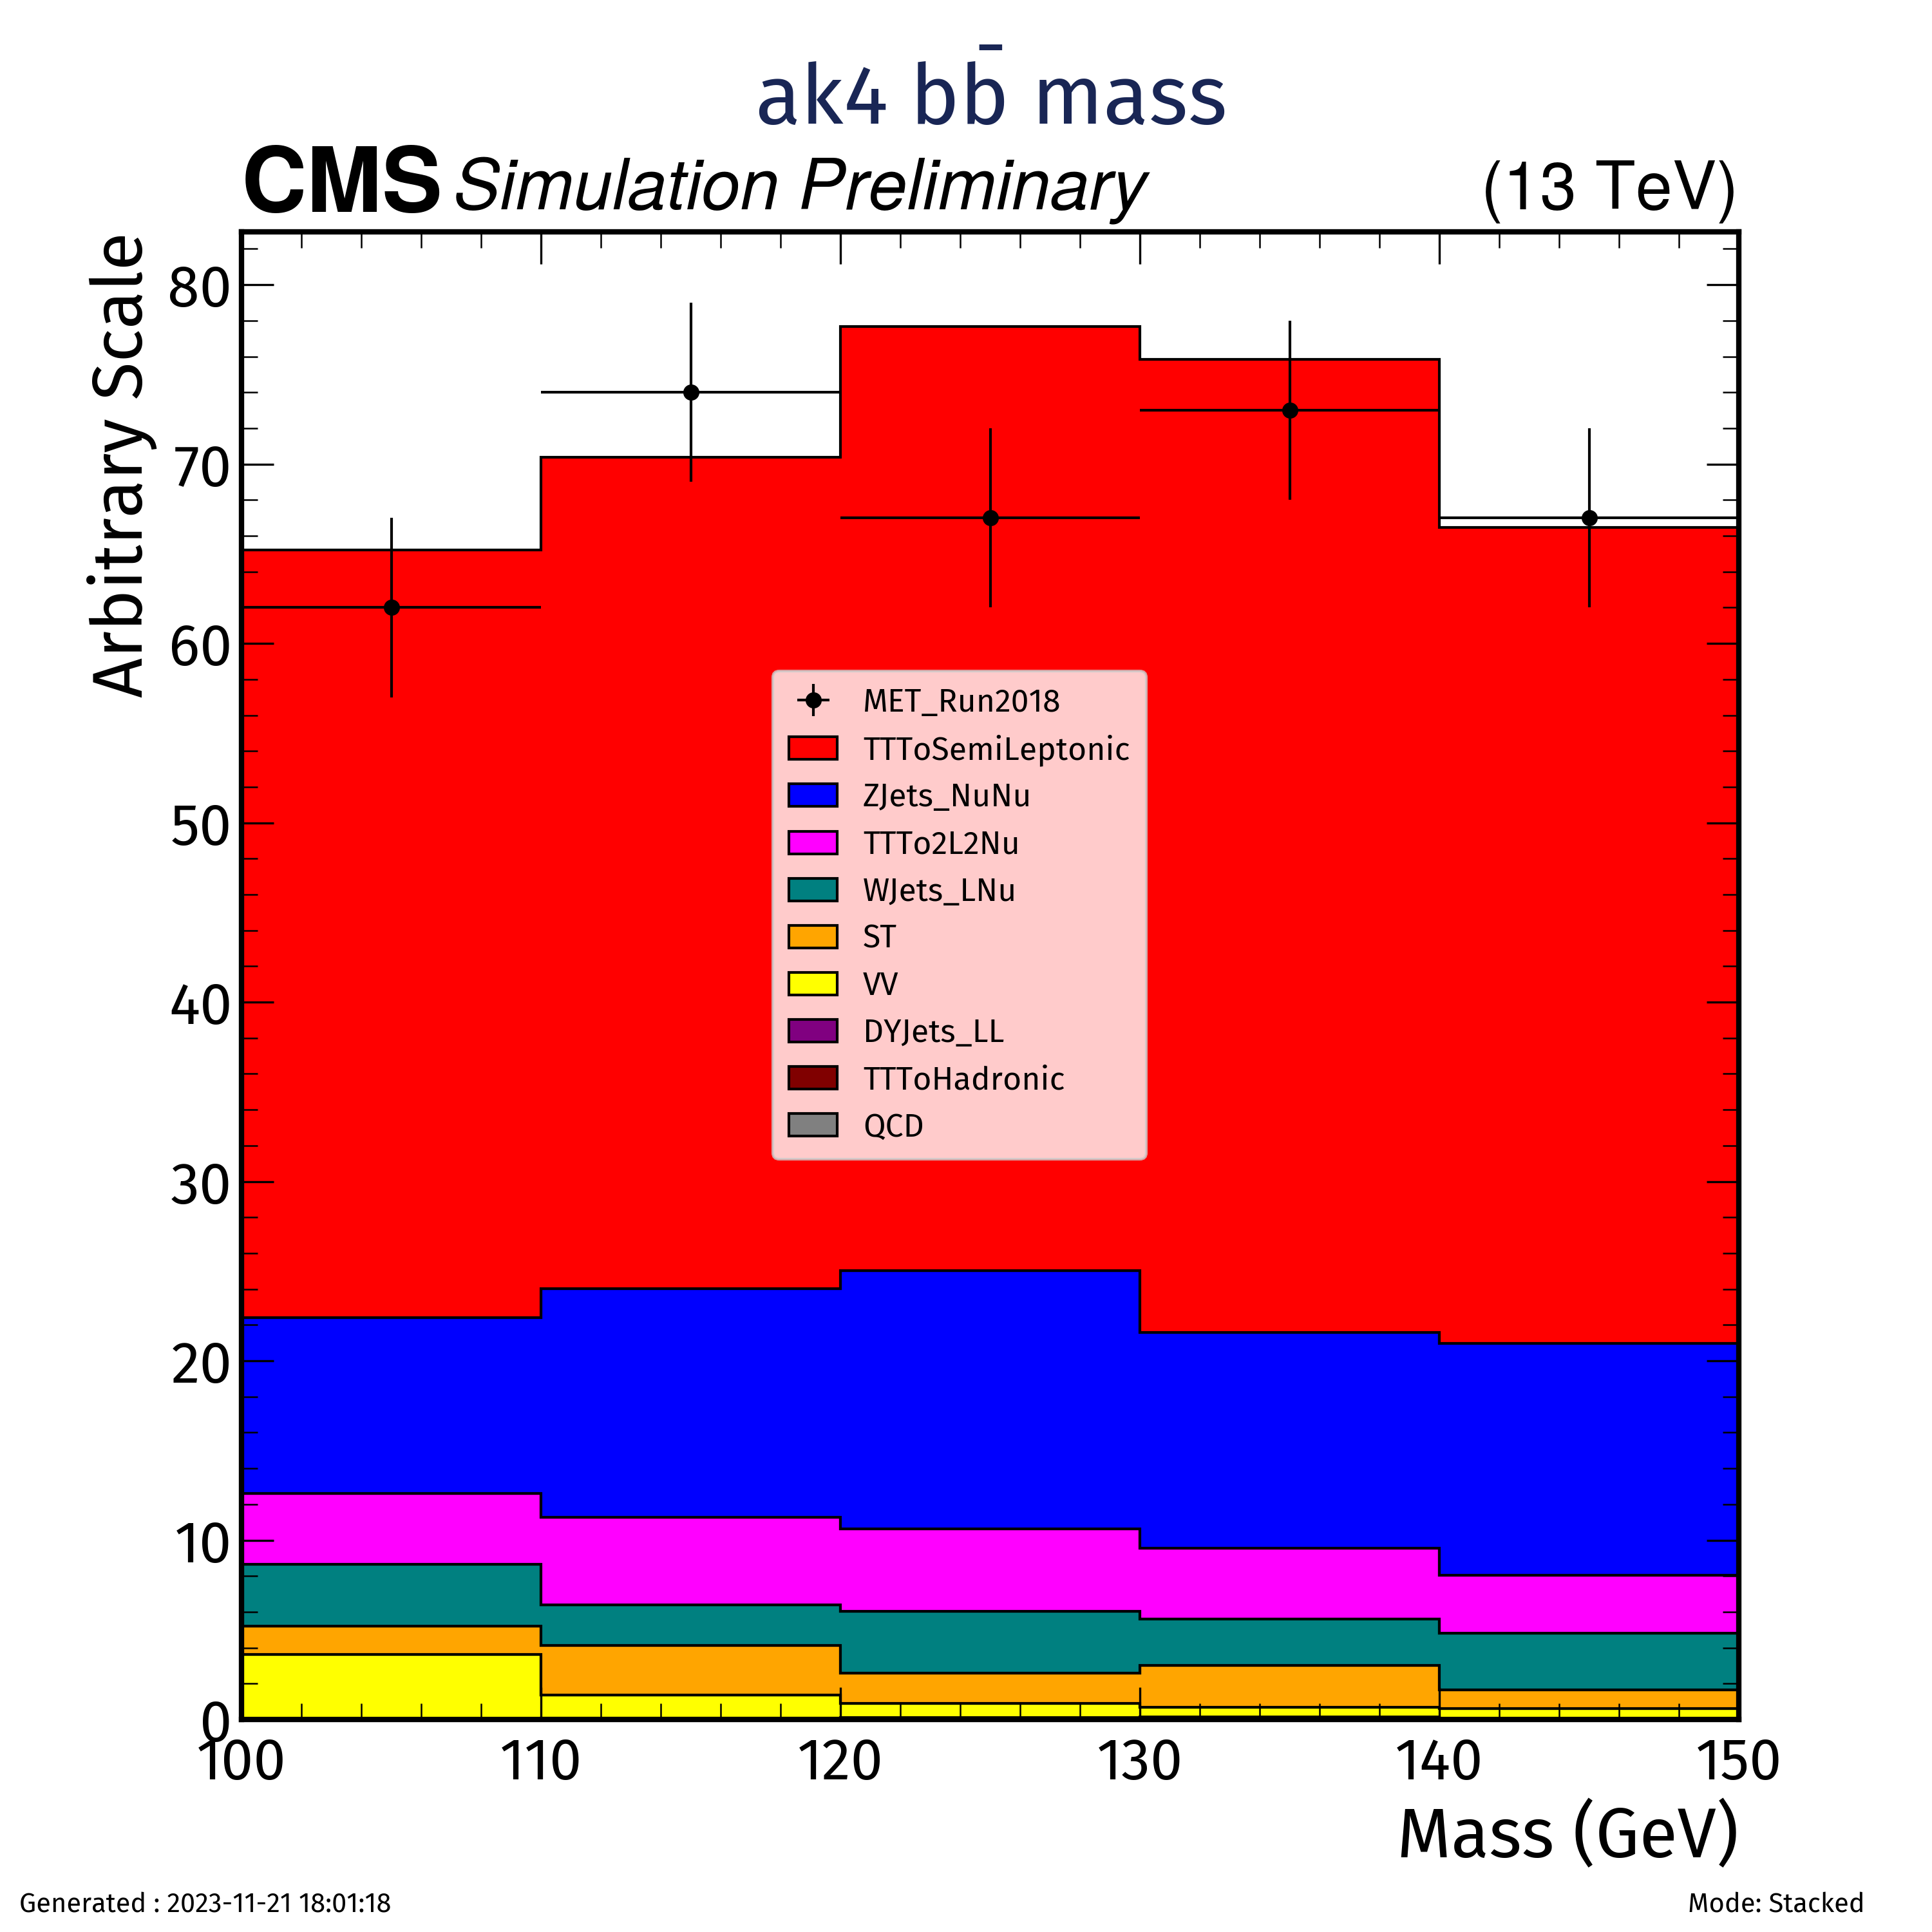 ak4 bb̄ mass
CMS Simulation Preliminary (13 TeV)
Arbitrary Scale
80
70
60
50
40
30
20
10
0
MET_Run2018
TTToSemiLeptonic
ZJets_NuNu
TTTo2L2Nu
WJets_LNu
ST
VV
DYJets_LL
TTToHadronic
QCD
100 110 120 130 140 150
Mass (GeV)
Generated : 2023-11-21 18:01:18 Mode: Stacked